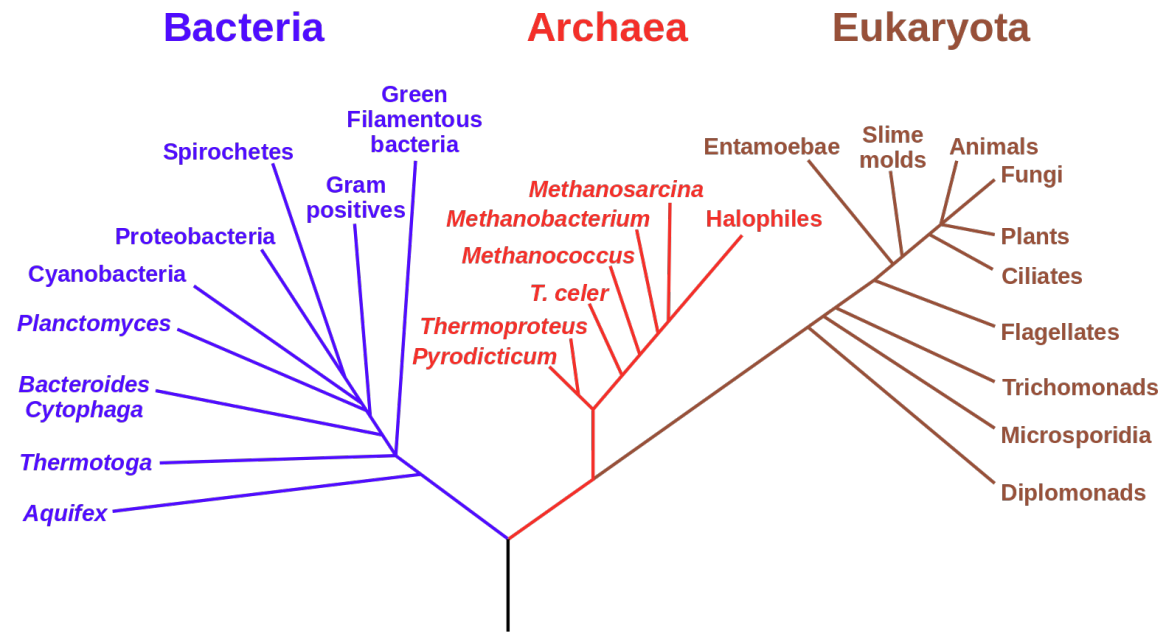 Bacteria
Archaea
Eukaryota
Green
Filamentous
bacteria
Spirochetes
Gram
positives
Proteobacteria
Cyanobacteria
Planctomyces
Bacteroides
Cytophaga
Thermotoga
Aquifex
Methanosarcina
Methanobacterium
Halophiles
Methanococcus
T. celer
Thermoproteus
Pyrodicticum
Entamoebae
Slime
molds
Animals
Fungi
Plants
Ciliates
Flagellates
Trichomonads
Microsporidia
Diplomonads